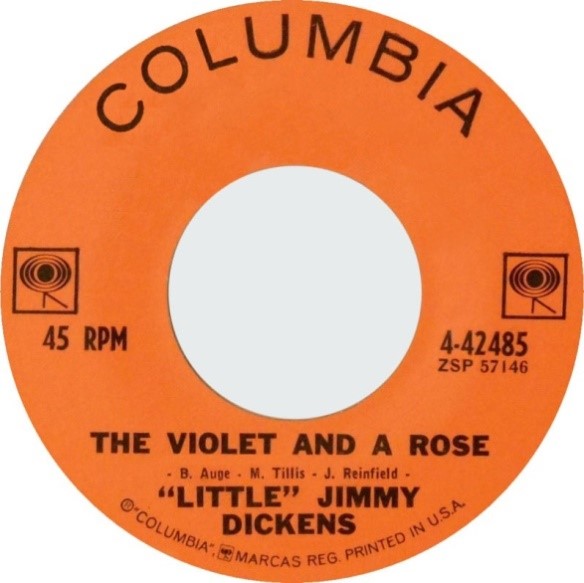 COLUMBIA
45 RPM
4-42485
ZSP 57146
THE VIOLET AND A ROSE
- B. Auge - M. Tillis - J. Reinfield -
"LITTLE" JIMMY
DICKENS
®"COLUMBIA", MARCAS REG. PRINTED IN U.S.A.